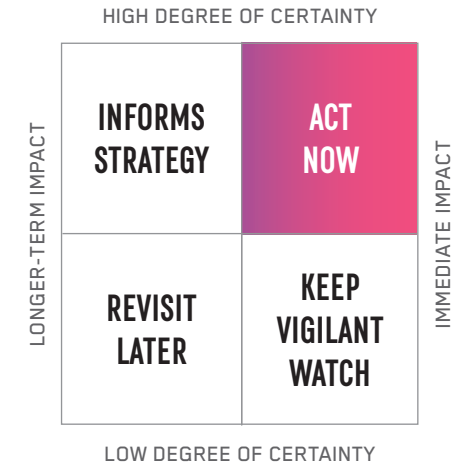 HIGH DEGREE OF CERTAINTY
LONGER-TERM IMPACT
INFORMS
STRATEGY
ACT
NOW
IMMEDIATE IMPACT
REVISIT
LATER
KEEP
VIGILANT
WATCH
LOW DEGREE OF CERTAINTY